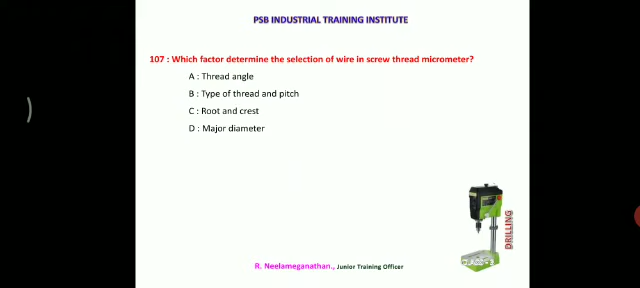 PSB INDUSTRIAL TRAINING INSTITUTE
107 : Which factor determine the selection of wire in screw thread micrometer?
A : Thread angle
B : Type of thread and pitch
C : Root and crest
D : Major diameter
DRILLING
R. Neelameganathan., Junior Training Officer